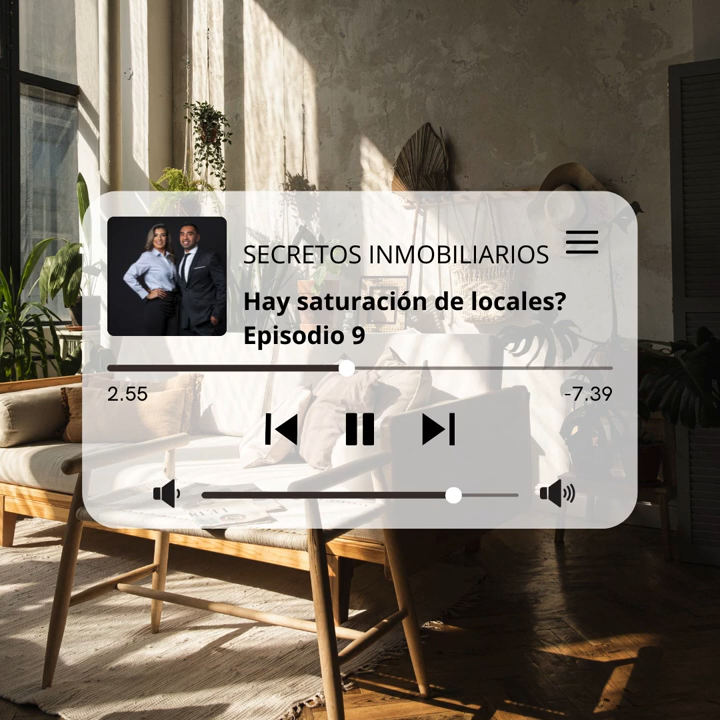 SECRETOS INMOBILIARIOS
Hay saturación de locales?
Episodio 9
2.55
-7.39